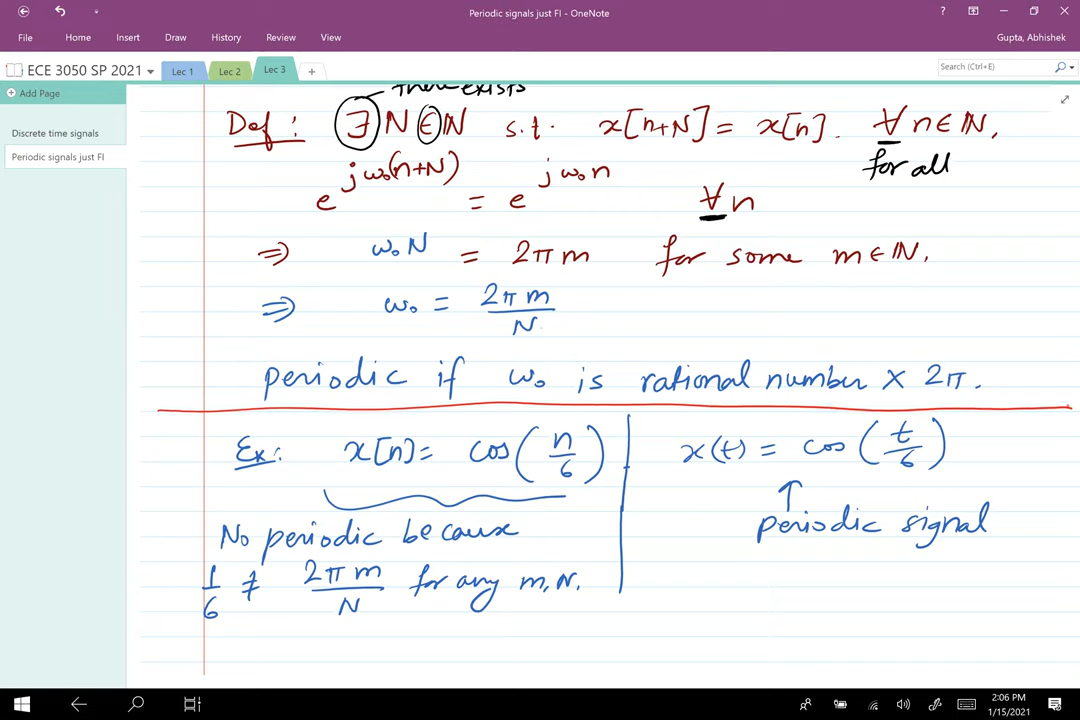 Periodic signals just FI - OneNote
?
File Home Insert Draw History Review View
Gupta, Abhishek
ECE 3050 SP 2021 Lec 1 Lec 2 Lec 3 +
Search (Ctrl+E)
Add Page
Discrete time signals
Periodic signals just FI
There exists
Def: ∃ N ∈ ℕ s.t. x[n+N] = x[n]. ∀ n ∈ ℕ,
for all
e^{jω₀(n+N)} = e^{jω₀n} ∀ n
⇒ ω₀N = 2πm for some m ∈ ℕ.
⇒ ω₀ = 2πm/N
periodic if ω₀ is rational number × 2π.
Ex: x[n] = cos(n/6)
No periodic because
1/6 ≠ 2πm/N for any m, N.
x(t) = cos(t/6)
↑
periodic signal
2:06 PM
1/15/2021